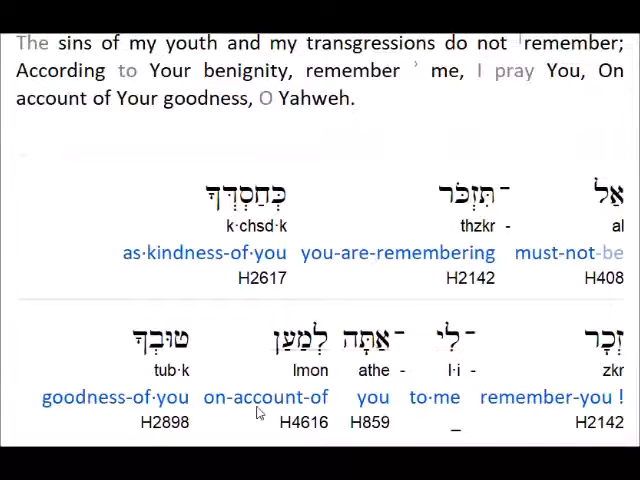 The sins of my youth and my transgressions do not ˈremember;
According to Your benignity, remember ˀ me, I pray You, On
account of Your goodness, O Yahweh.
אַל ־ תִּזְכֹּר כְּחַסְדְּךָ
al - thzkr k·chsd·k
must-not-be you-are-remembering as·kindness-of·you
H408 H2142 H2617
זְכָר ־ לִי ־ אַתָּה לְמַעַן טוּבְךָ
zkr l·i - athe - lmon tub·k
remember-you ! to·me you on-account-of goodness-of·you
H2142 _ H859 H4616 H2898